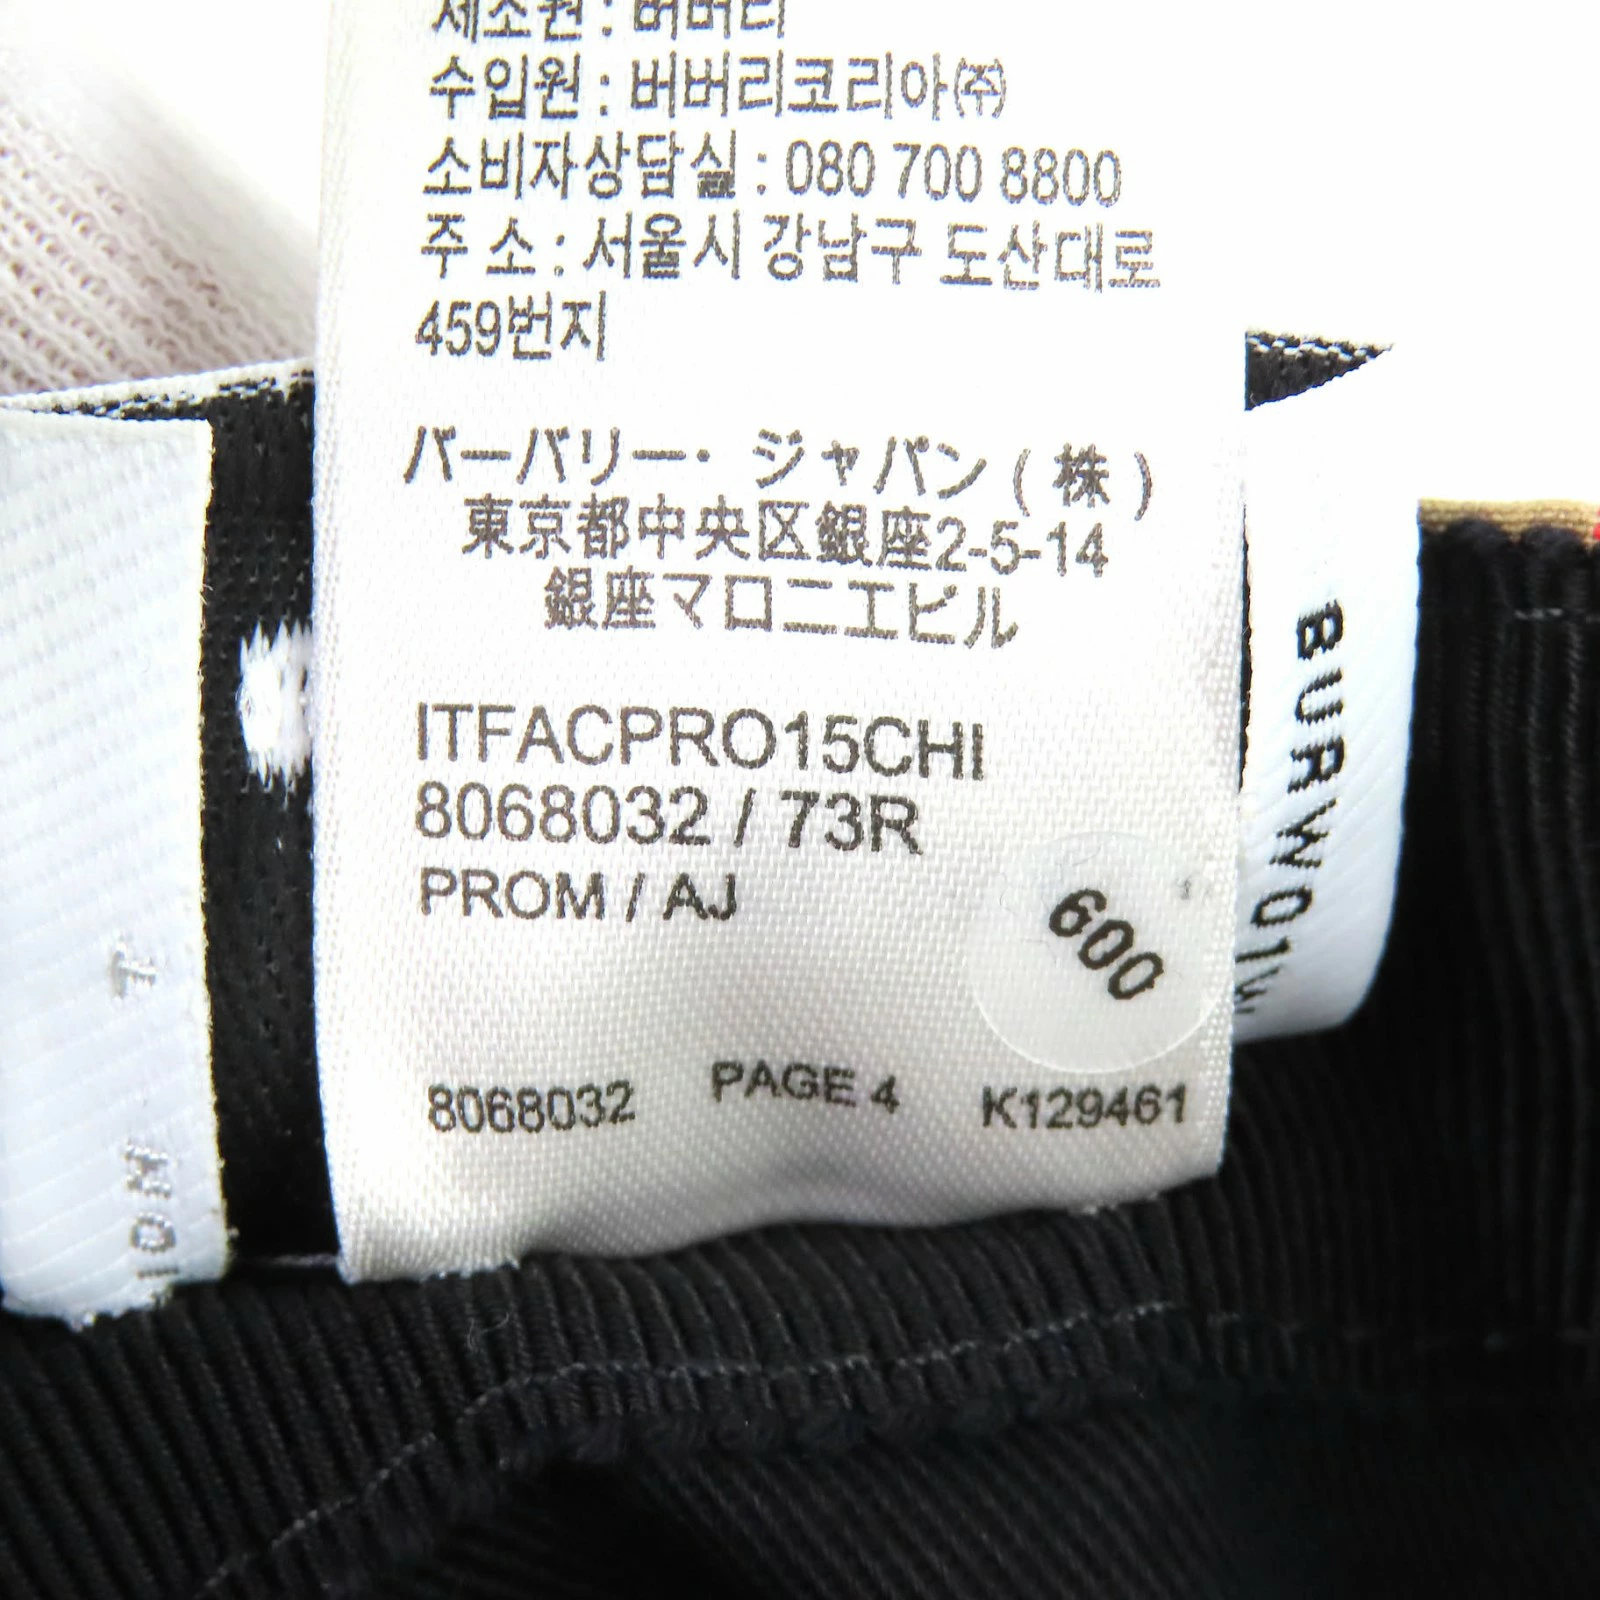 제조원 : 버버리
수입원 : 버버리코리아㈜
소비자상담실 : 080 700 8800
주 소 : 서울시 강남구 도산대로
459번지
バーバリー・ ジャパン ( 株 )
東京都中央区銀座2-5-14
銀座マロニエビル
ITFACPRO15CHI
8068032 / 73R
PROM / AJ
600
8068032 PAGE 4 K129461
BURW01W